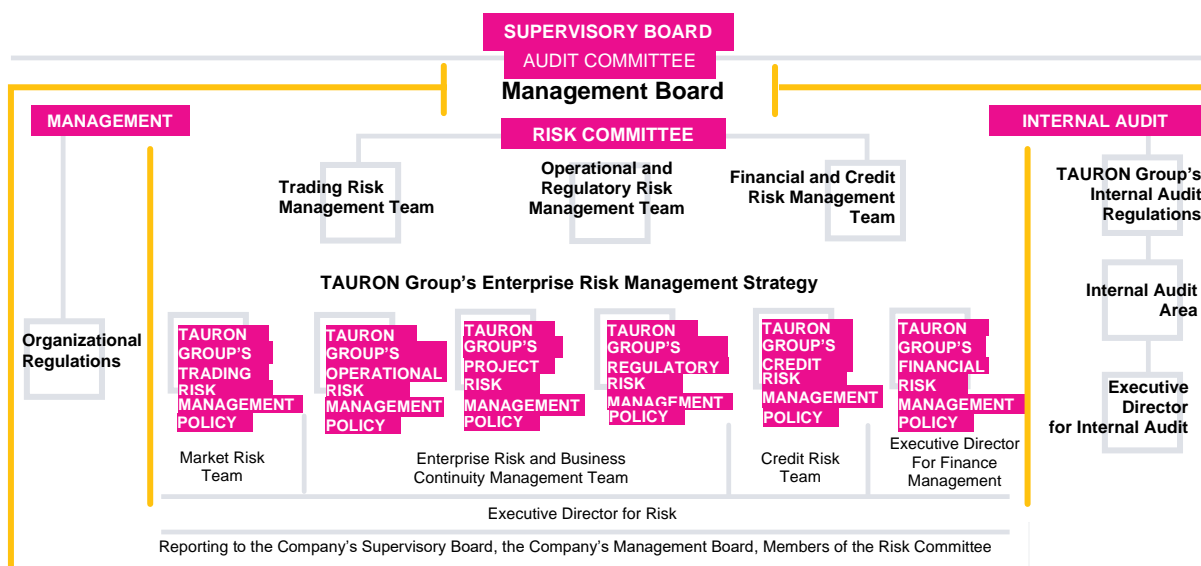 SUPERVISORY BOARD
AUDIT COMMITTEE
Management Board
MANAGEMENT
RISK COMMITTEE
INTERNAL AUDIT
Trading Risk
Management Team
Operational and
Regulatory Risk
Management Team
Financial and Credit
Risk Management
Team
TAURON Group's
Internal Audit
Regulations
TAURON Group's Enterprise Risk Management Strategy
Internal Audit
Area
Organizational
Regulations
TAURON
GROUP'S
TRADING
RISK
MANAGEMENT
POLICY
TAURON
GROUP'S
OPERATIONAL
RISK
MANAGEMENT
POLICY
TAURON
GROUP'S
PROJECT
RISK
MANAGEMENT
POLICY
TAURON
GROUP'S
REGULATORY
RISK
MANAGEMENT
POLICY
TAURON
GROUP'S
CREDIT
RISK
MANAGEMENT
POLICY
TAURON
GROUP'S
FINANCIAL
RISK
MANAGEMENT
POLICY
Executive
Director
for Internal Audit
Market Risk
Team
Enterprise Risk and Business
Continuity Management Team
Credit Risk
Team
Executive Director
For Finance
Management
Executive Director for Risk
Reporting to the Company's Supervisory Board, the Company's Management Board, Members of the Risk Committee